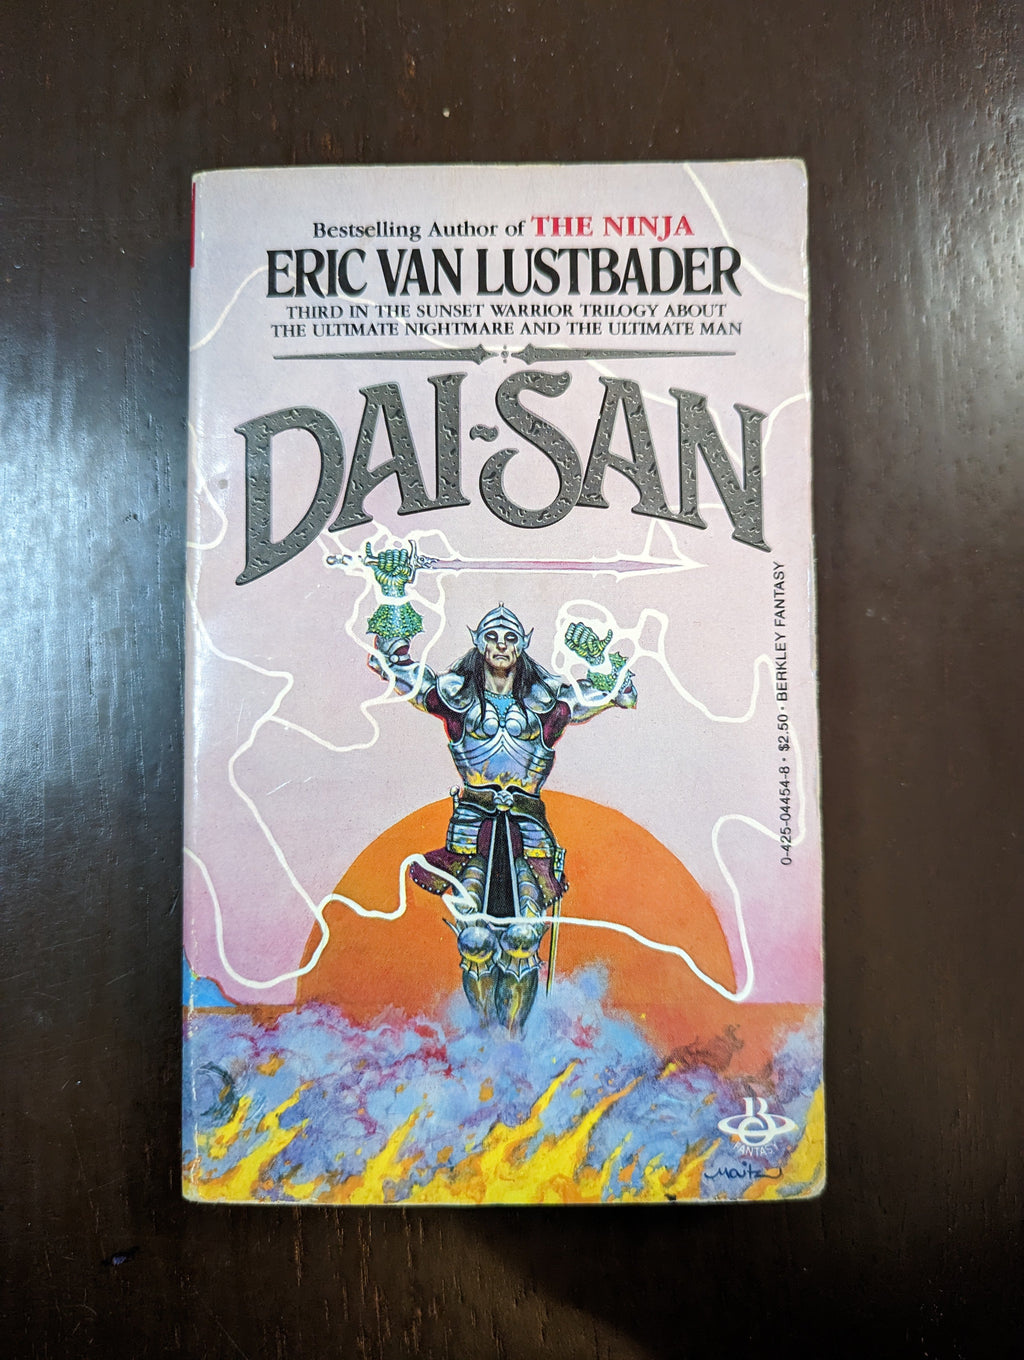 Bestselling Author of THE NINJA
ERIC VAN LUSTBADER
THIRD IN THE SUNSET WARRIOR TRILOGY ABOUT
THE ULTIMATE NIGHTMARE AND THE ULTIMATE MAN
DAI-SAN
0-425-04454-8 • $2.50 • BERKLEY FANTASY
B
FANTASY
Maitz